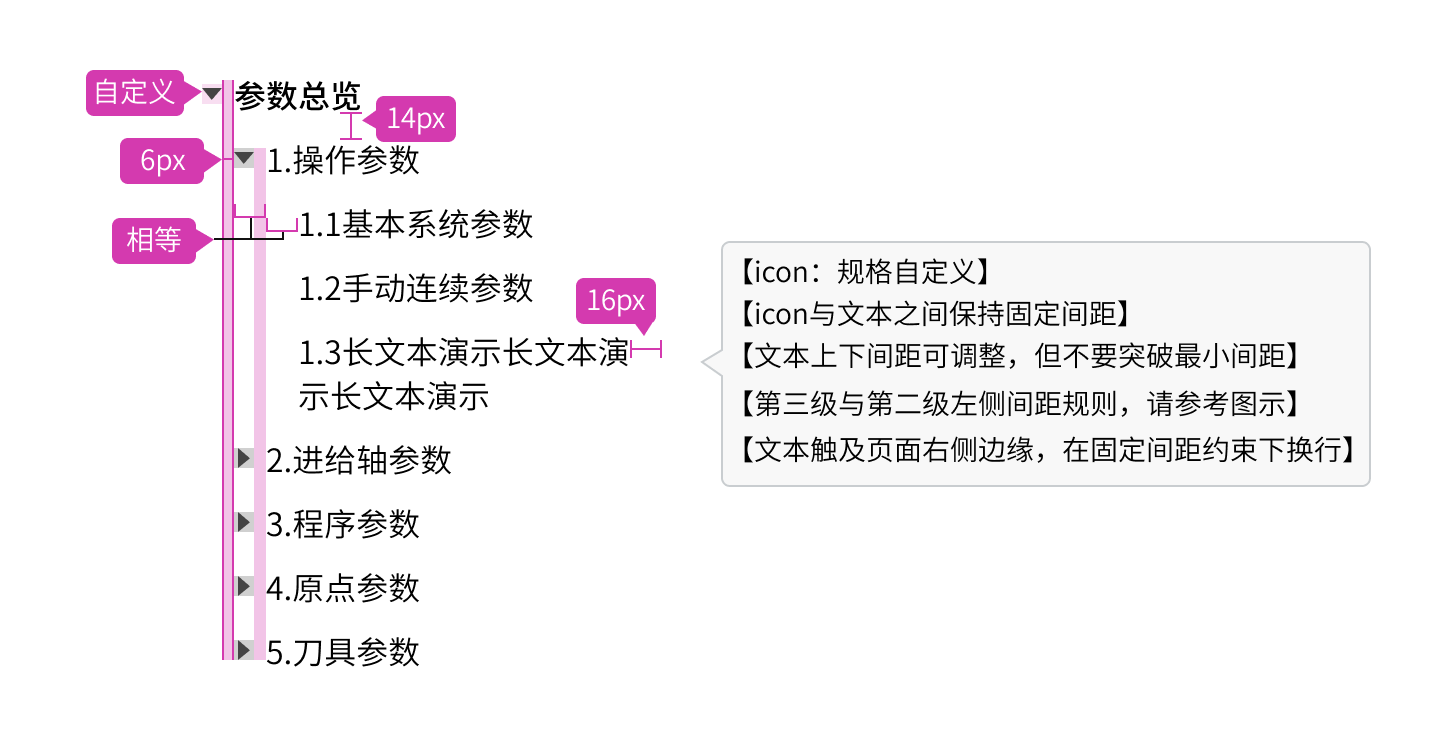 自定义
参数总览
14px
6px
1.操作参数
相等
1.1基本系统参数
1.2手动连续参数
16px
1.3长文本演示长文本演
示长文本演示
2.进给轴参数
3.程序参数
4.原点参数
5.刀具参数
【icon：规格自定义】
【icon与文本之间保持固定间距】
【文本上下间距可调整，但不要突破最小间距】
【第三级与第二级左侧间距规则，请参考图示】
【文本触及页面右侧边缘，在固定间距约束下换行】